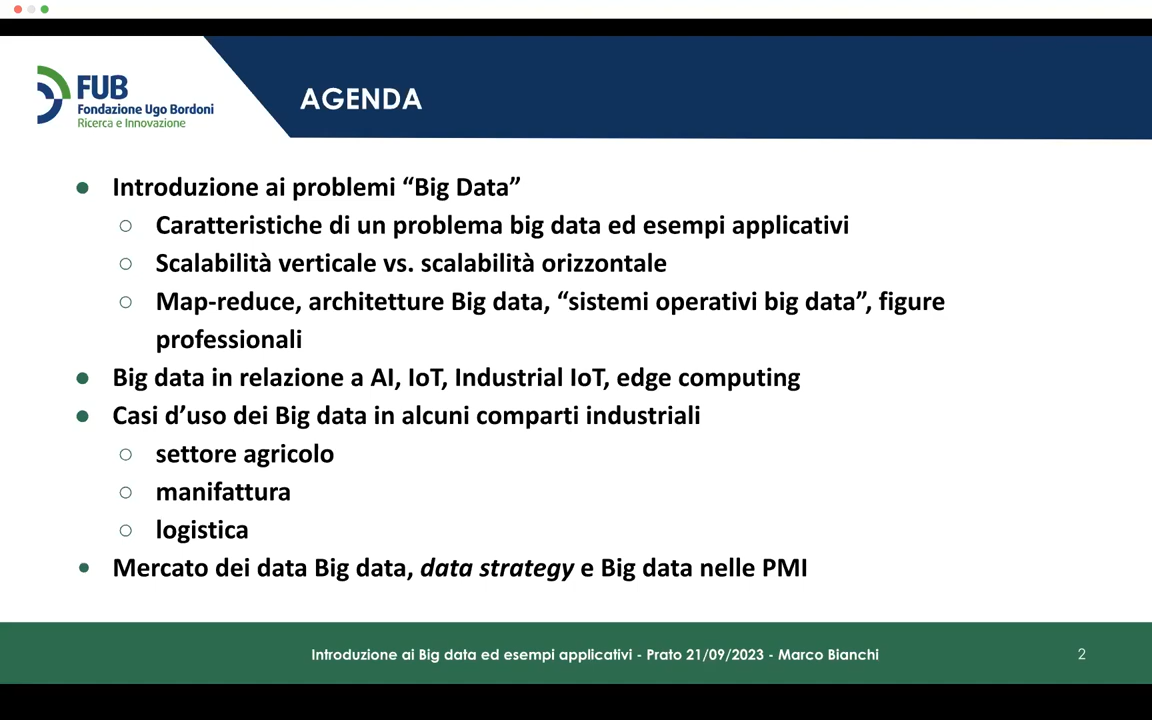 FUB
Fondazione Ugo Bordoni
Ricerca e Innovazione
AGENDA
● Introduzione ai problemi “Big Data”
○ Caratteristiche di un problema big data ed esempi applicativi
○ Scalabilità verticale vs. scalabilità orizzontale
○ Map-reduce, architetture Big data, “sistemi operativi big data”, figure
professionali
● Big data in relazione a AI, IoT, Industrial IoT, edge computing
● Casi d’uso dei Big data in alcuni comparti industriali
○ settore agricolo
○ manifattura
○ logistica
• Mercato dei data Big data, data strategy e Big data nelle PMI
Introduzione ai Big data ed esempi applicativi - Prato 21/09/2023 - Marco Bianchi
2